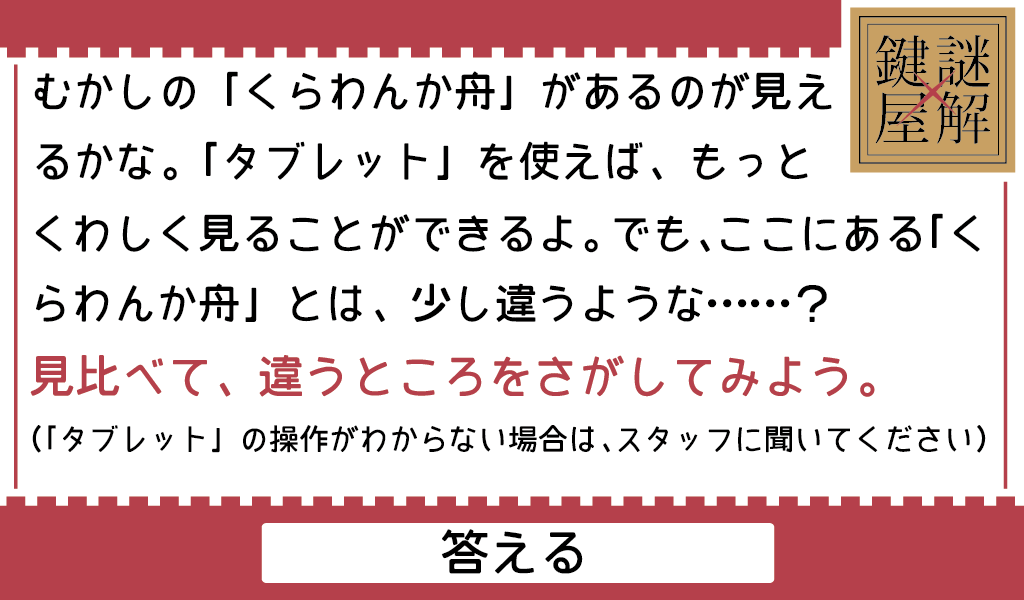 謎解
鍵屋
×
むかしの「くらわんか舟」があるのが見え
るかな。「タブレット」を使えば、もっと
くわしく見ることができるよ。でも、ここにある「く
らわんか舟」とは、少し違うような……？
見比べて、違うところをさがしてみよう。
(「タブレット」の操作がわからない場合は、スタッフに聞いてください)
答える